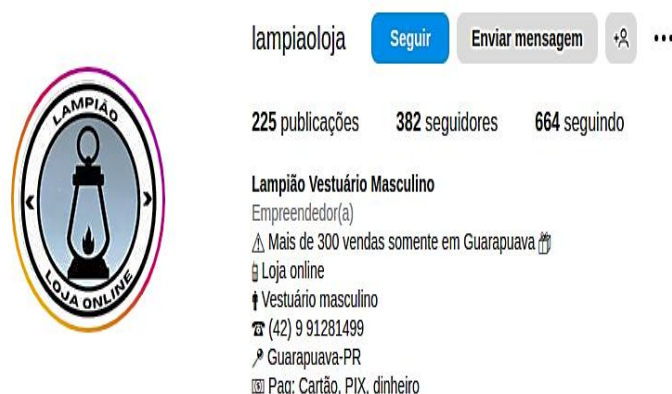 lampiaoloja Seguir Enviar mensagem
225 publicações 382 seguidores 664 seguindo
LAMPIÃO
LOJA ONLINE
Lampião Vestuário Masculino
Empreendedor(a)
⚠ Mais de 300 vendas somente em Guarapuava 🎁
Loja online
Vestuário masculino
☎ (42) 9 91281499
Guarapuava-PR
Pag: Cartão, PIX, dinheiro